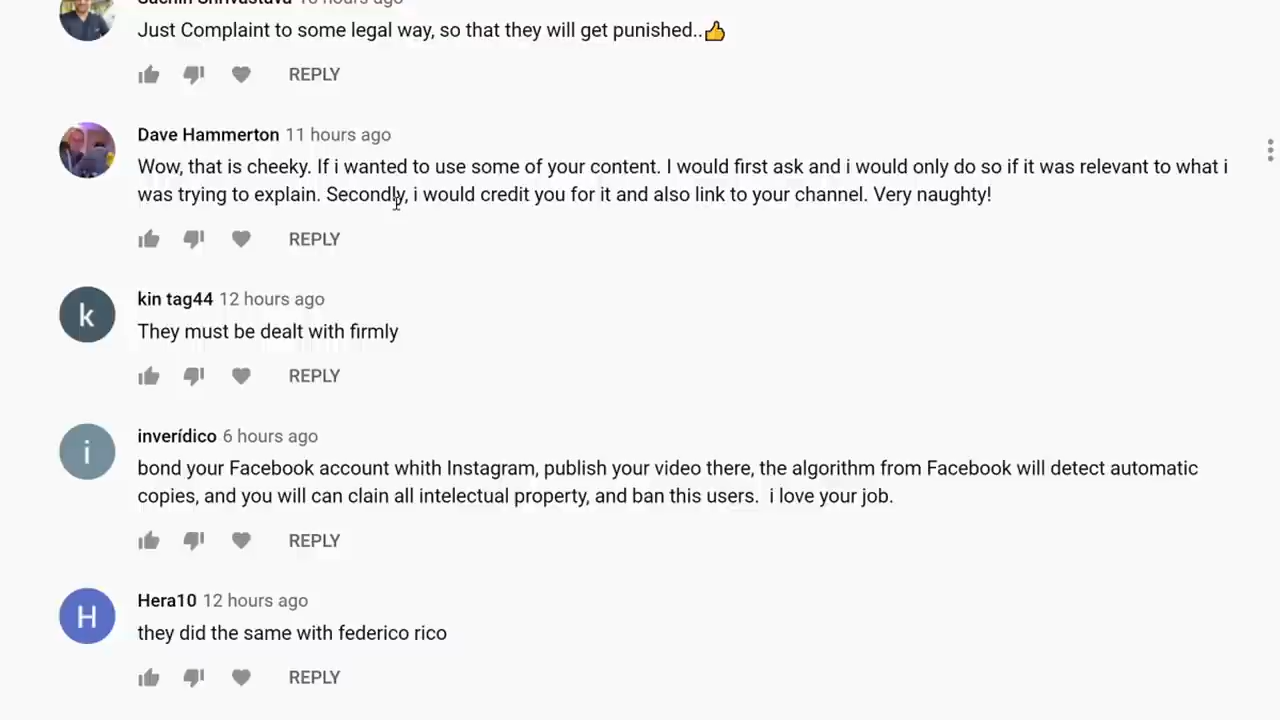 Just Complaint to some legal way, so that they will get punished..👍
REPLY
Dave Hammerton 11 hours ago
Wow, that is cheeky. If i wanted to use some of your content. I would first ask and i would only do so if it was relevant to what i
was trying to explain. Secondly, i would credit you for it and also link to your channel. Very naughty!
REPLY
k
kin tag44 12 hours ago
They must be dealt with firmly
REPLY
i
inverídico 6 hours ago
bond your Facebook account whith Instagram, publish your video there, the algorithm from Facebook will detect automatic
copies, and you will can clain all intelectual property, and ban this users.  i love your job.
REPLY
H
Hera10 12 hours ago
they did the same with federico rico
REPLY